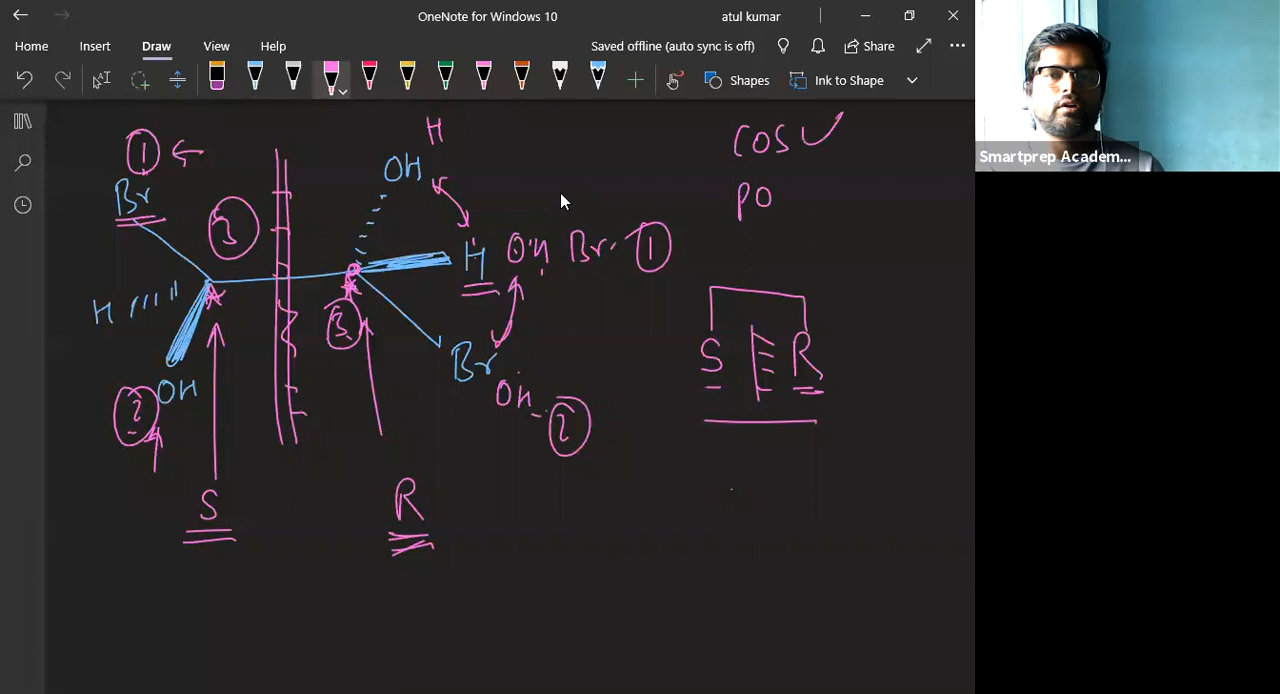 OneNote for Windows 10
atul kumar
Home Insert Draw View Help
Saved offline (auto sync is off)
Share
Shapes
Ink to Shape
Smartprep Academ...
H
1
OH
COS
Br
3
PO
H
OH Br 1
H
3
Br
S R
OH
2
OH
2
S
R